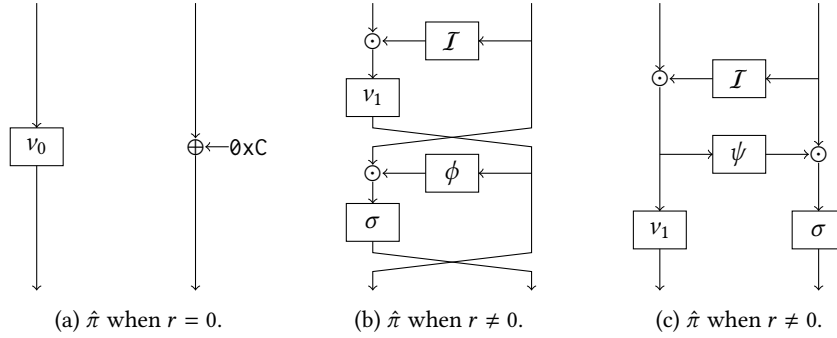 ν₀
0xC
(a) π̂ when r = 0.
ℐ
ν₁
ϕ
σ
(b) π̂ when r ≠ 0.
ℐ
ψ
ν₁
σ
(c) π̂ when r ≠ 0.